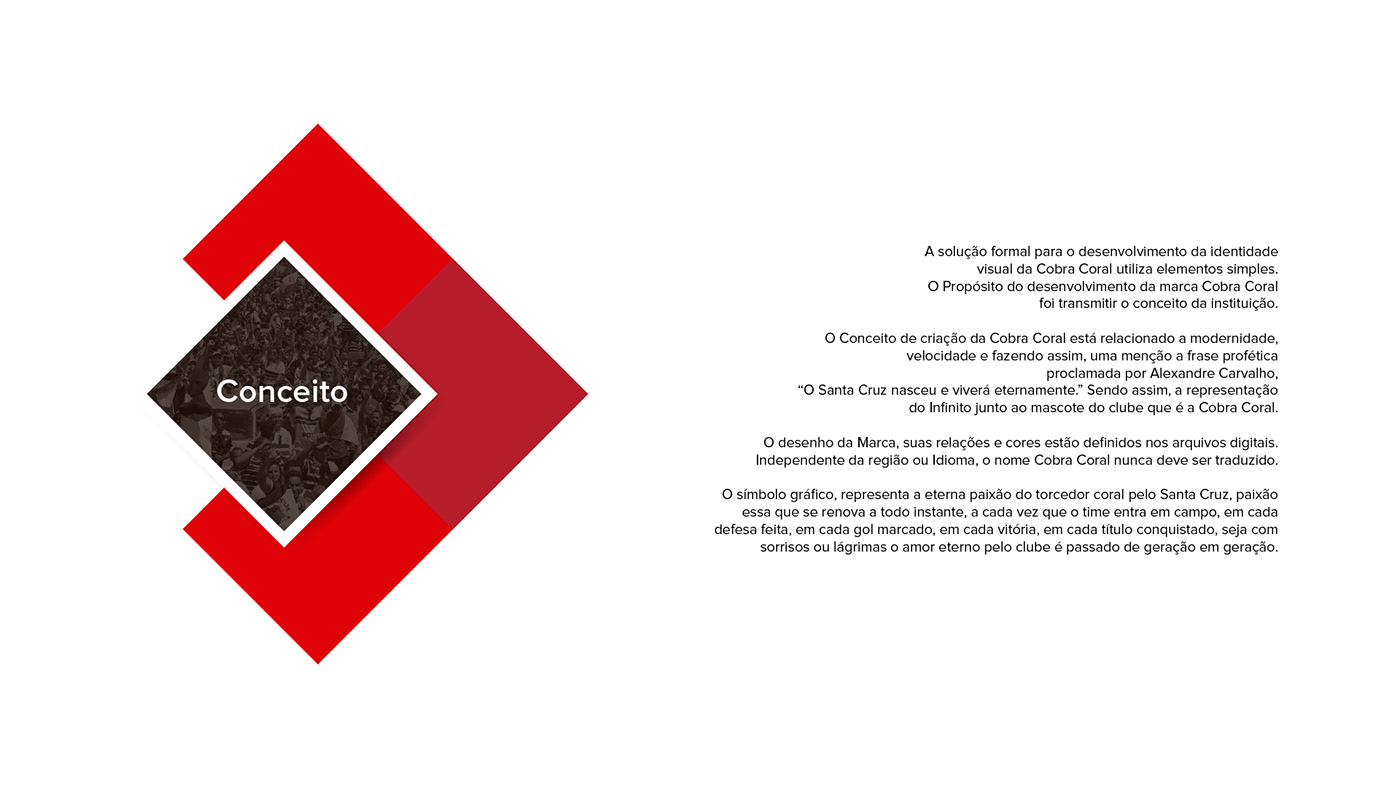 Conceito
A solução formal para o desenvolvimento da identidade
visual da Cobra Coral utiliza elementos simples.
O Propósito do desenvolvimento da marca Cobra Coral
foi transmitir o conceito da instituição.
O Conceito de criação da Cobra Coral está relacionado a modernidade,
velocidade e fazendo assim, uma menção a frase profética
proclamada por Alexandre Carvalho,
“O Santa Cruz nasceu e viverá eternamente.” Sendo assim, a representação
do Infinito junto ao mascote do clube que é a Cobra Coral.
O desenho da Marca, suas relações e cores estão definidos nos arquivos digitais.
Independente da região ou Idioma, o nome Cobra Coral nunca deve ser traduzido.
O símbolo gráfico, representa a eterna paixão do torcedor coral pelo Santa Cruz, paixão
essa que se renova a todo instante, a cada vez que o time entra em campo, em cada
defesa feita, em cada gol marcado, em cada vitória, em cada título conquistado, seja com
sorrisos ou lágrimas o amor eterno pelo clube é passado de geração em geração.